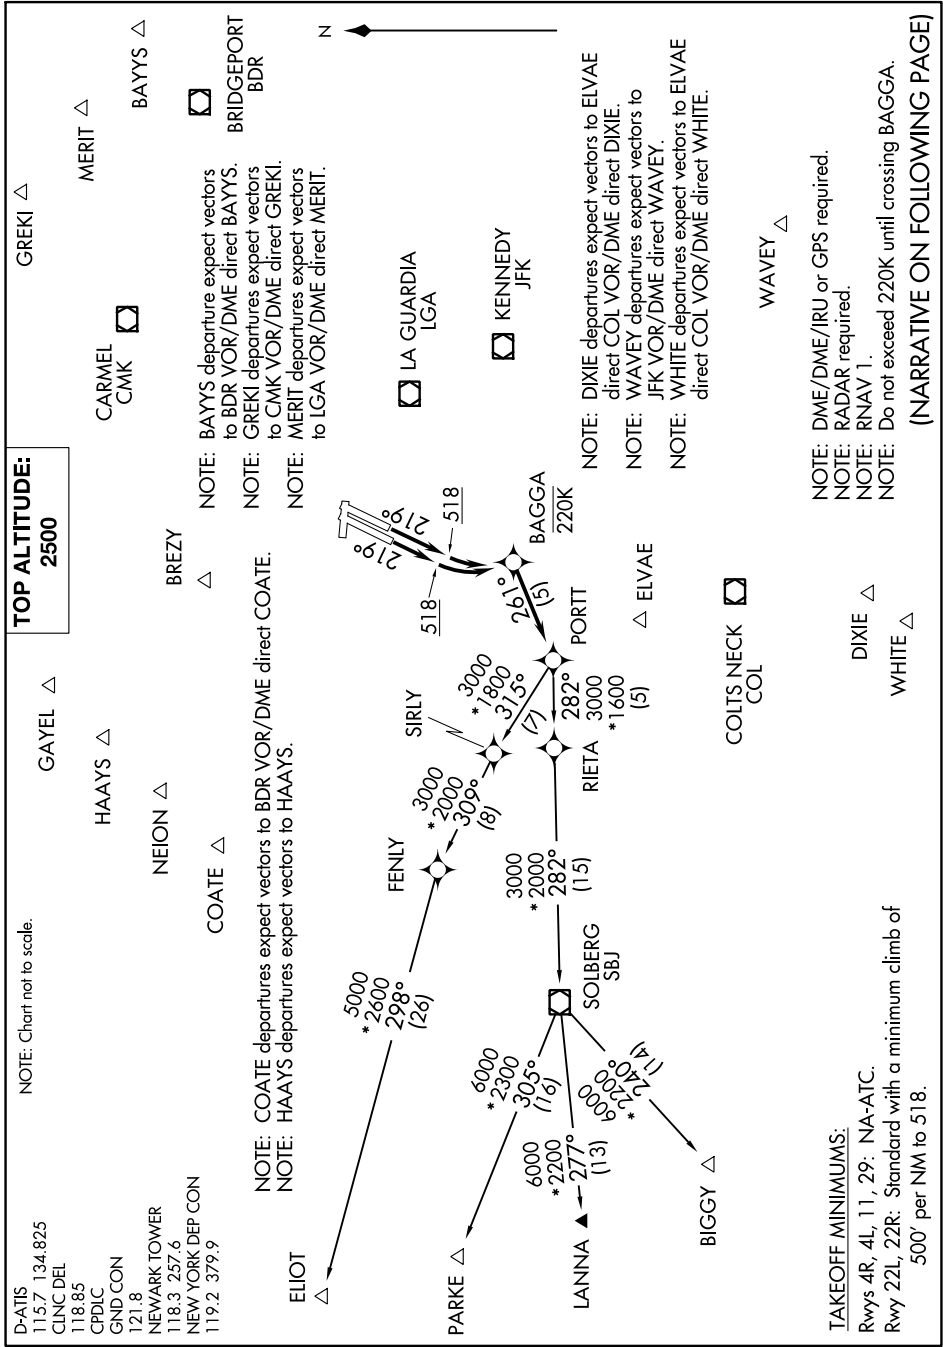 D-ATIS
115.7 134.825
CLNC DEL
118.85
CPDLC
GND CON
121.8
NEWARK TOWER
118.3 257.6
NEW YORK DEP CON
119.2 379.9
NOTE: Chart not to scale.
TOP ALTITUDE:
2500
GAYEL
HAAYS
NEION
COATE
BREZY
GREKI
MERIT
BAYYS
CARMEL
CMK
BRIDGEPORT
BDR
NOTE: COATE departures expect vectors to BDR VOR/DME direct COATE.
NOTE: HAAYS departures expect vectors to HAAYS.
NOTE: BAYYS departure expect vectors
to BDR VOR/DME direct BAYYS.
NOTE: GREKI departures expect vectors
to CMK VOR/DME direct GREKI.
NOTE: MERIT departures expect vectors
to LGA VOR/DME direct MERIT.
N
LA GUARDIA
LGA
KENNEDY
JFK
ELIOT
5000
*2600
298°
(26)
FENLY
3000
*2000
309°
(8)
SIRLY
3000
*1800
315°
(7)
219°
219°
518
518
BAGGA
220K
261°
(5)
PORTT
282°
3000
*1600
(5)
RIETA
3000
*2000
282°
(15)
SOLBERG
SBJ
6000
*2300
305°
(16)
PARKE
6000
*2200
277°
(13)
LANNA
6000
*2200
240°
(14)
BIGGY
ELVAE
COLTS NECK
COL
DIXIE
WHITE
WAVEY
NOTE: DIXIE departures expect vectors to ELVAE
direct COL VOR/DME direct DIXIE.
NOTE: WAVEY departures expect vectors to
JFK VOR/DME direct WAVEY.
NOTE: WHITE departures expect vectors to ELVAE
direct COL VOR/DME direct WHITE.
NOTE: DME/DME/IRU or GPS required.
NOTE: RADAR required.
NOTE: RNAV 1.
NOTE: Do not exceed 220K until crossing BAGGA.
TAKEOFF MINIMUMS:
Rwys 4R, 4L, 11, 29: NA-ATC.
Rwy 22L, 22R: Standard with a minimum climb of
500' per NM to 518.
(NARRATIVE ON FOLLOWING PAGE)